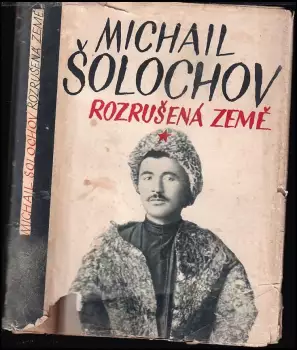 MICHAIL
ŠOLOCHOV
ROZRUŠENÁ ZEMĚ
MICHAIL ŠOLOCHOV ROZRUŠENÁ ZEMĚ